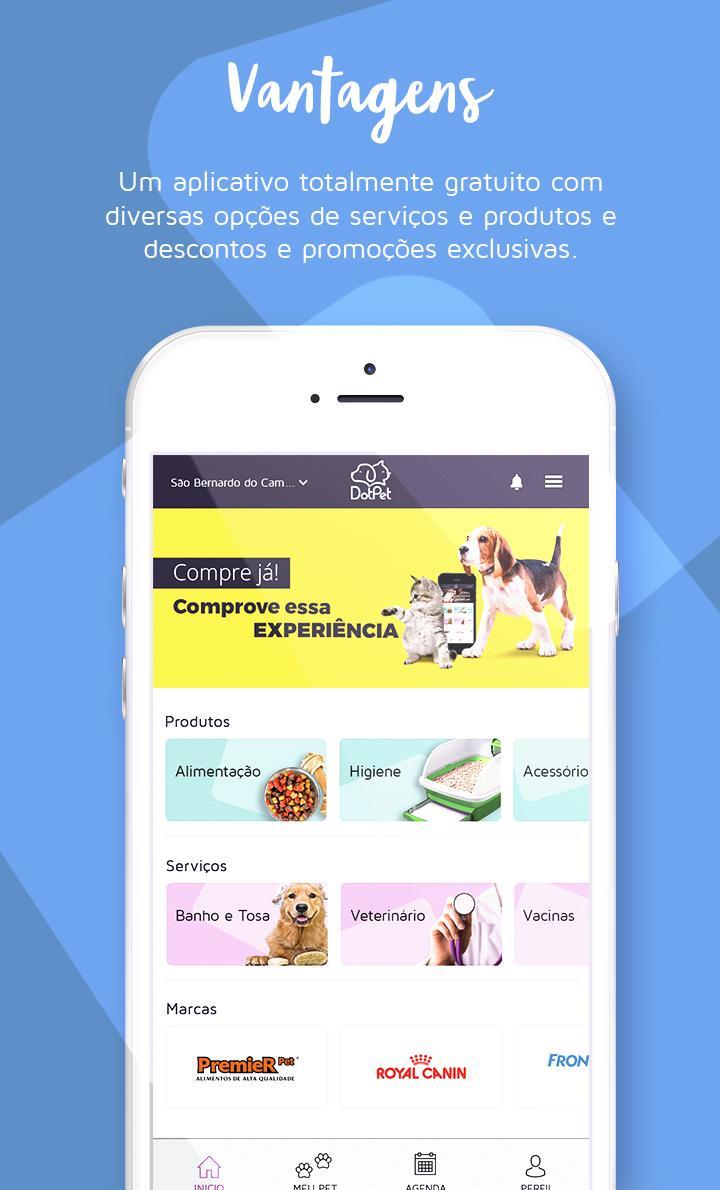 Vantagens
Um aplicativo totalmente gratuito com
diversas opções de serviços e produtos e
descontos e promoções exclusivas.
São Bernardo do Cam...
DotPet
Compre já!
Comprove essa
EXPERIÊNCIA
Produtos
Alimentação
Higiene
Acessório
Serviços
Banho e Tosa
Veterinário
Vacinas
Marcas
PremieR Pet
ALIMENTOS DE ALTA QUALIDADE
ROYAL CANIN
FRON
INICIO
MEU PET
AGENDA
PERFIL